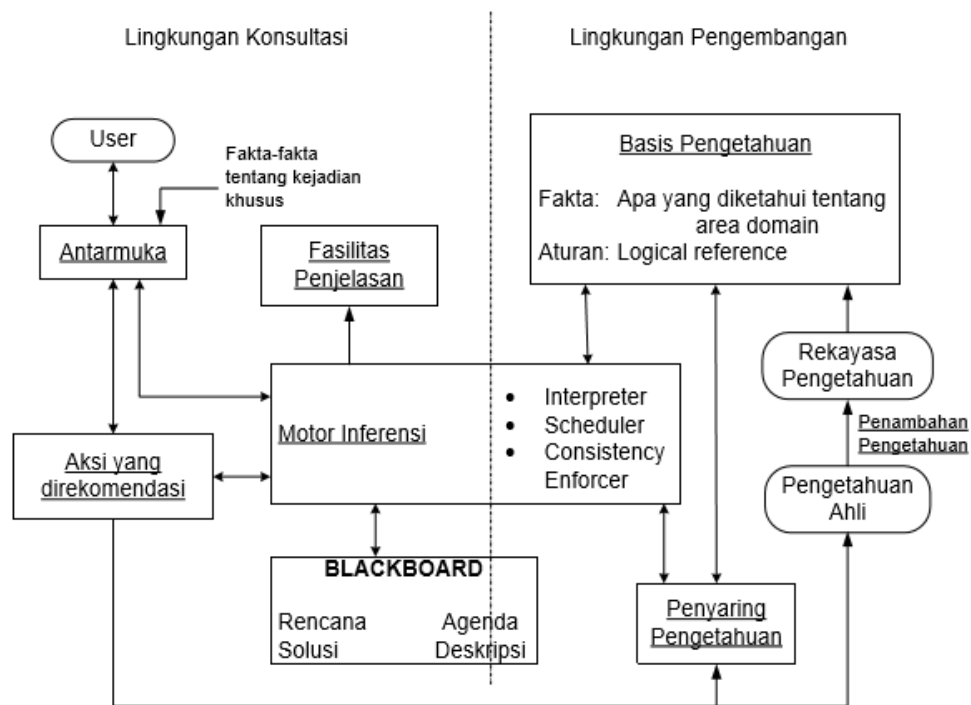 Lingkungan Konsultasi
Lingkungan Pengembangan
User
Fakta-fakta
tentang kejadian
khusus
Antarmuka
Fasilitas
Penjelasan
Basis Pengetahuan
Fakta: Apa yang diketahui tentang
area domain
Aturan: Logical reference
Rekayasa
Pengetahuan
Penambahan
Pengetahuan
Pengetahuan
Ahli
Motor Inferensi
• Interpreter
• Scheduler
• Consistency
Enforcer
Aksi yang
direkomendasi
BLACKBOARD
Rencana Agenda
Solusi Deskripsi
Penyaring
Pengetahuan